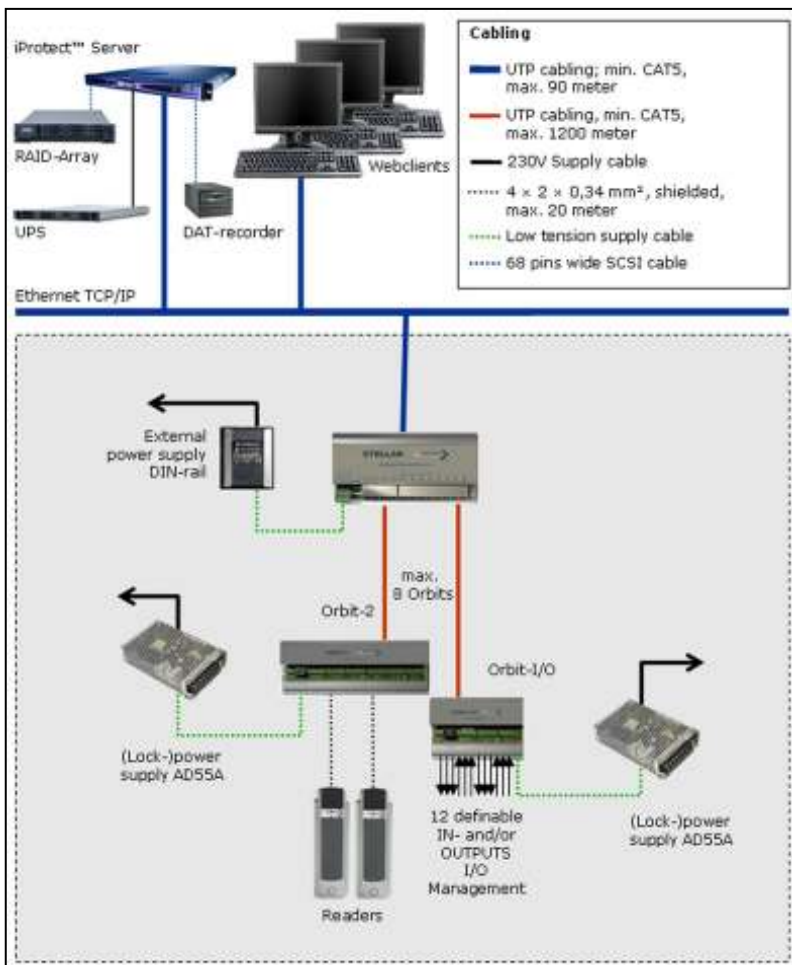 iProtect™ Server
RAID-Array
UPS
DAT-recorder
Webclients
Cabling
UTP cabling; min. CAT5,
max. 90 meter
UTP cabling, min. CAT5,
max. 1200 meter
230V Supply cable
4 × 2 × 0,34 mm², shielded,
max. 20 meter
Low tension supply cable
68 pins wide SCSI cable
Ethernet TCP/IP
External
power supply
DIN-rail
STELLAR
max.
8 Orbits
Orbit-2
Orbit-I/O
(Lock-)power
supply AD55A
12 definable
IN- and/or
OUTPUTS
I/O
Management
(Lock-)power
supply AD55A
Readers